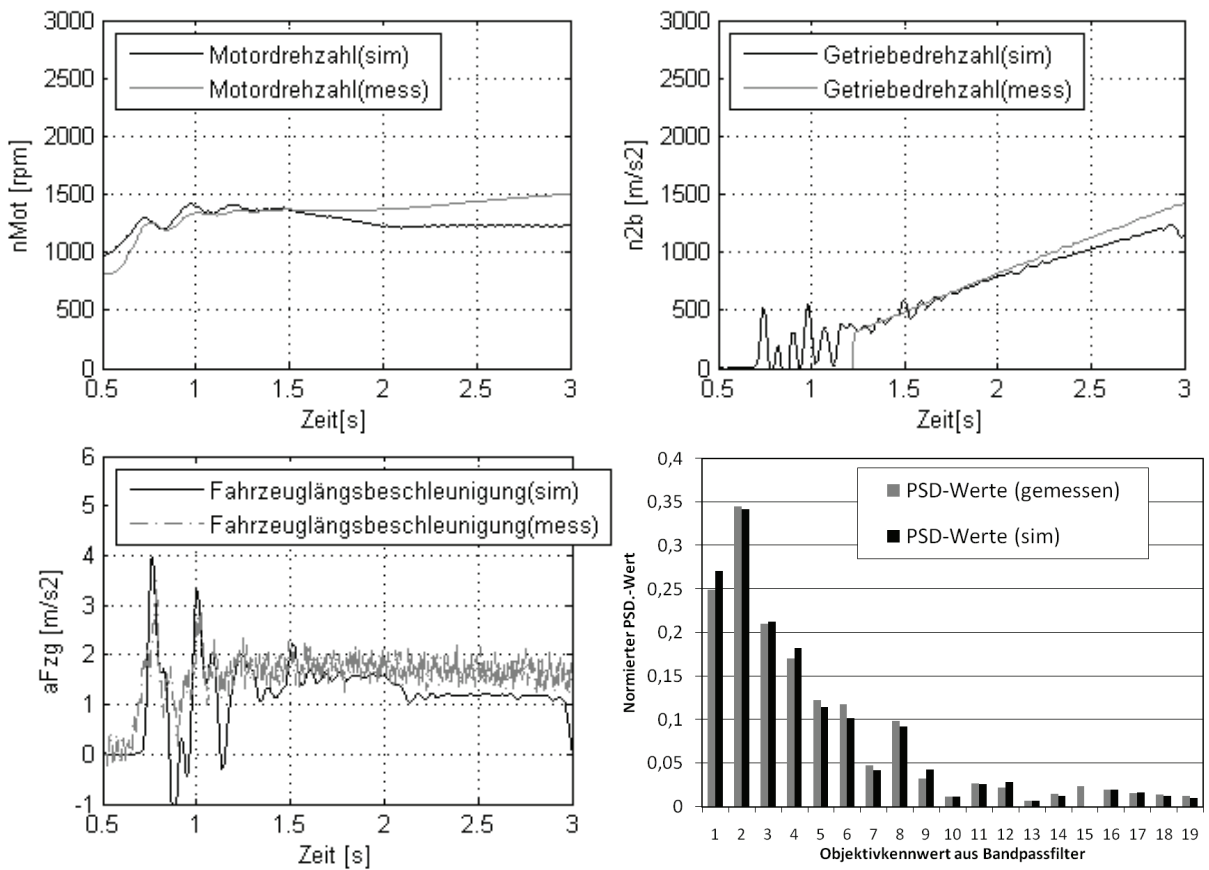 3000
2500
2000
1500
1000
500
0
nMot [rpm]
Motordrehzahl(sim)
Motordrehzahl(mess)
0.5 1 1.5 2 2.5 3
Zeit[s]
3000
2500
2000
1500
1000
500
0
n2b [m/s2]
Getriebedrehzahl(sim)
Getriebedrehzahl(mess)
0.5 1 1.5 2 2.5 3
Zeit[s]
6
5
4
3
2
1
0
-1
aFzg [m/s2]
Fahrzeuglängsbeschleunigung(sim)
Fahrzeuglängsbeschleunigung(mess)
0.5 1 1.5 2 2.5 3
Zeit [s]
0,4
0,35
0,3
0,25
0,2
0,15
0,1
0,05
0
Normierter PSD.-Wert
PSD-Werte (gemessen)
PSD-Werte (sim)
1 2 3 4 5 6 7 8 9 10 11 12 13 14 15 16 17 18 19
Objektivkennwert aus Bandpassfilter